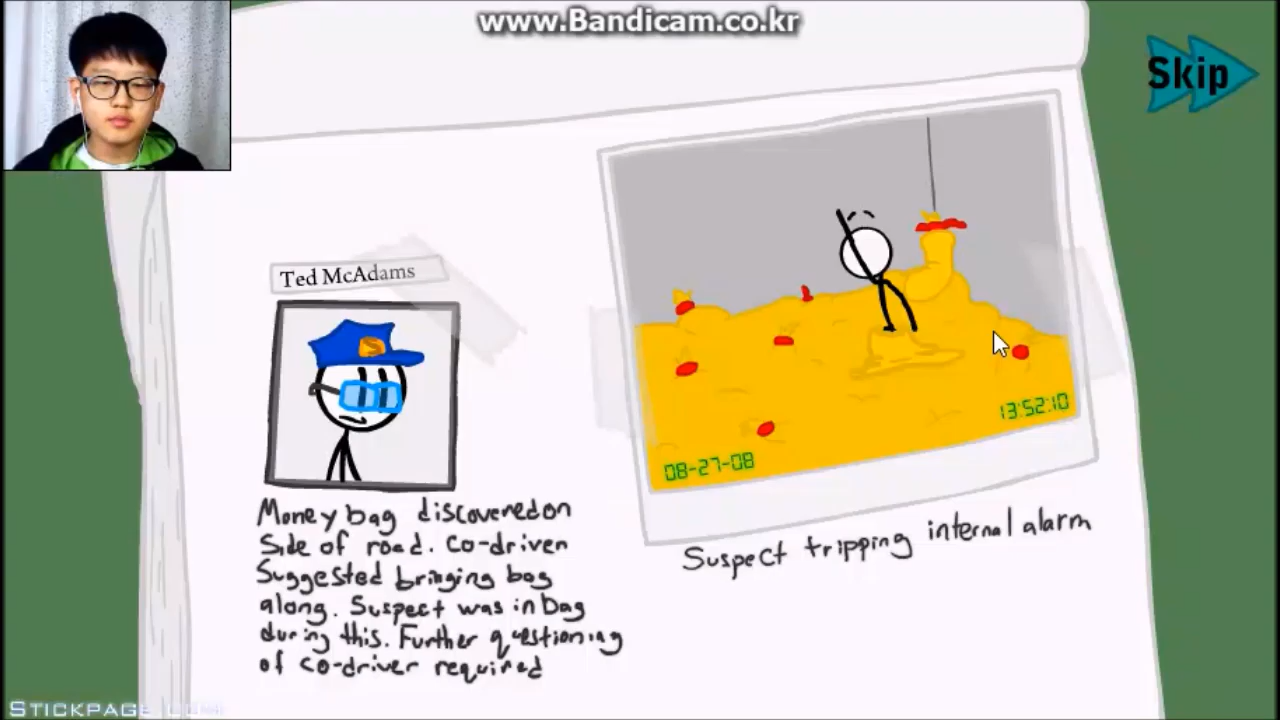 www.Bandicam.co.kr
Skip
Ted McAdams
Money bag discovered on
Side of road. Co-driven
Suggested bringing bag
along. Suspect was in bag
during this. Further questioning
of co-driver required
13:52:10
08-27-08
Suspect tripping internal alarm
STICKPAGE